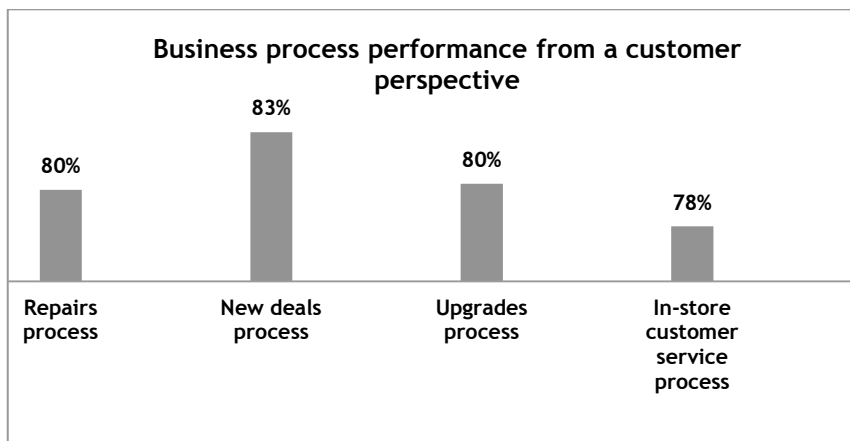 Business process performance from a customer
perspective
80%
83%
80%
78%
Repairs
process
New deals
process
Upgrades
process
In-store
customer
service
process